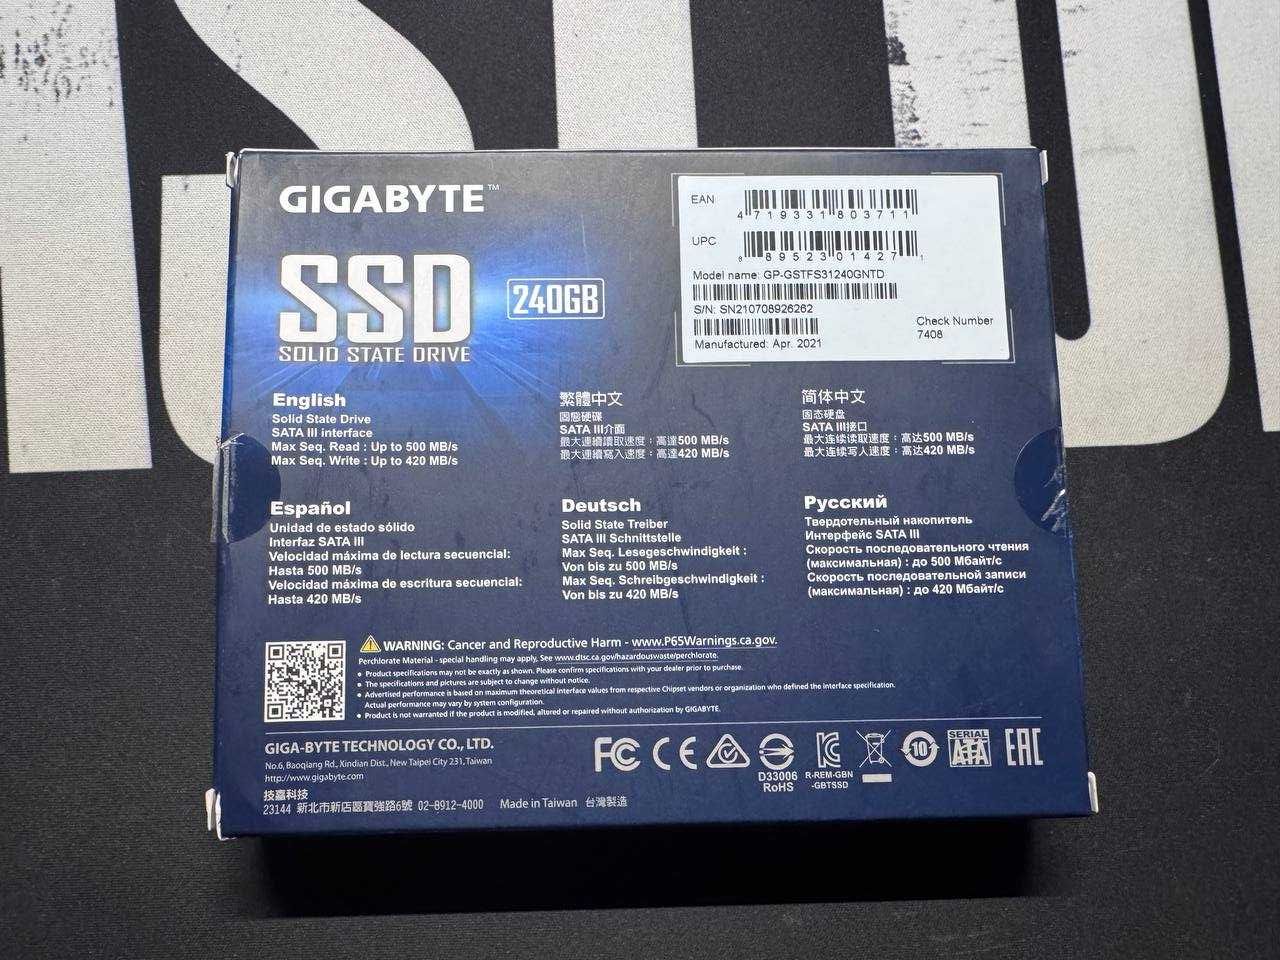 GIGABYTE™
SSD
SOLID STATE DRIVE
240GB
EAN
4 719331 803711
UPC
8 89523 01427 1
Model name: GP-GSTFS31240GNTD
S/N: SN210708926262
Check Number
7408
Manufactured: Apr. 2021
English
Solid State Drive
SATA III interface
Max Seq. Read : Up to 500 MB/s
Max Seq. Write : Up to 420 MB/s
繁體中文
固態硬碟
SATA III介面
最大連續讀取速度：高達500 MB/s
最大連續寫入速度：高達420 MB/s
简体中文
固态硬盘
SATA III接口
最大连续读取速度：高达500 MB/s
最大连续写入速度：高达420 MB/s
Español
Unidad de estado sólido
Interfaz SATA III
Velocidad máxima de lectura secuencial:
Hasta 500 MB/s
Velocidad máxima de escritura secuencial:
Hasta 420 MB/s
Deutsch
Solid State Treiber
SATA III Schnittstelle
Max Seq. Lesegeschwindigkeit :
Von bis zu 500 MB/s
Max Seq. Schreibgeschwindigkeit :
Von bis zu 420 MB/s
Русский
Твердотельный накопитель
Интерфейс SATA III
Скорость последовательного чтения
(максимальная) : до 500 Мбайт/с
Скорость последовательной записи
(максимальная) : до 420 Мбайт/с
WARNING: Cancer and Reproductive Harm - www.P65Warnings.ca.gov.
Perchlorate Material - special handling may apply, See www.dtsc.ca.gov/hazardouswaste/perchlorate.
• Product specifications may not be exactly as shown. Please confirm specifications with your dealer prior to purchase.
• The specifications and pictures are subject to change without notice.
• Advertised performance is based on maximum theoretical interface values from respective Chipset vendors or organization who defined the interface specification.
Actual performance may vary by system configuration.
• Product is not warranted if the product is modified, altered or repaired without authorization by GIGABYTE.
GIGA-BYTE TECHNOLOGY CO., LTD.
No.6, Baoqiang Rd., Xindian Dist., New Taipei City 231, Taiwan
http://www.gigabyte.com
技嘉科技
23144 新北市新店區寶強路6號 02-8912-4000 Made in Taiwan 台灣製造
FC CE
D33006
RoHS
R-REM-GBN
-GBTSSD
10
SERIAL
ATA
EAC